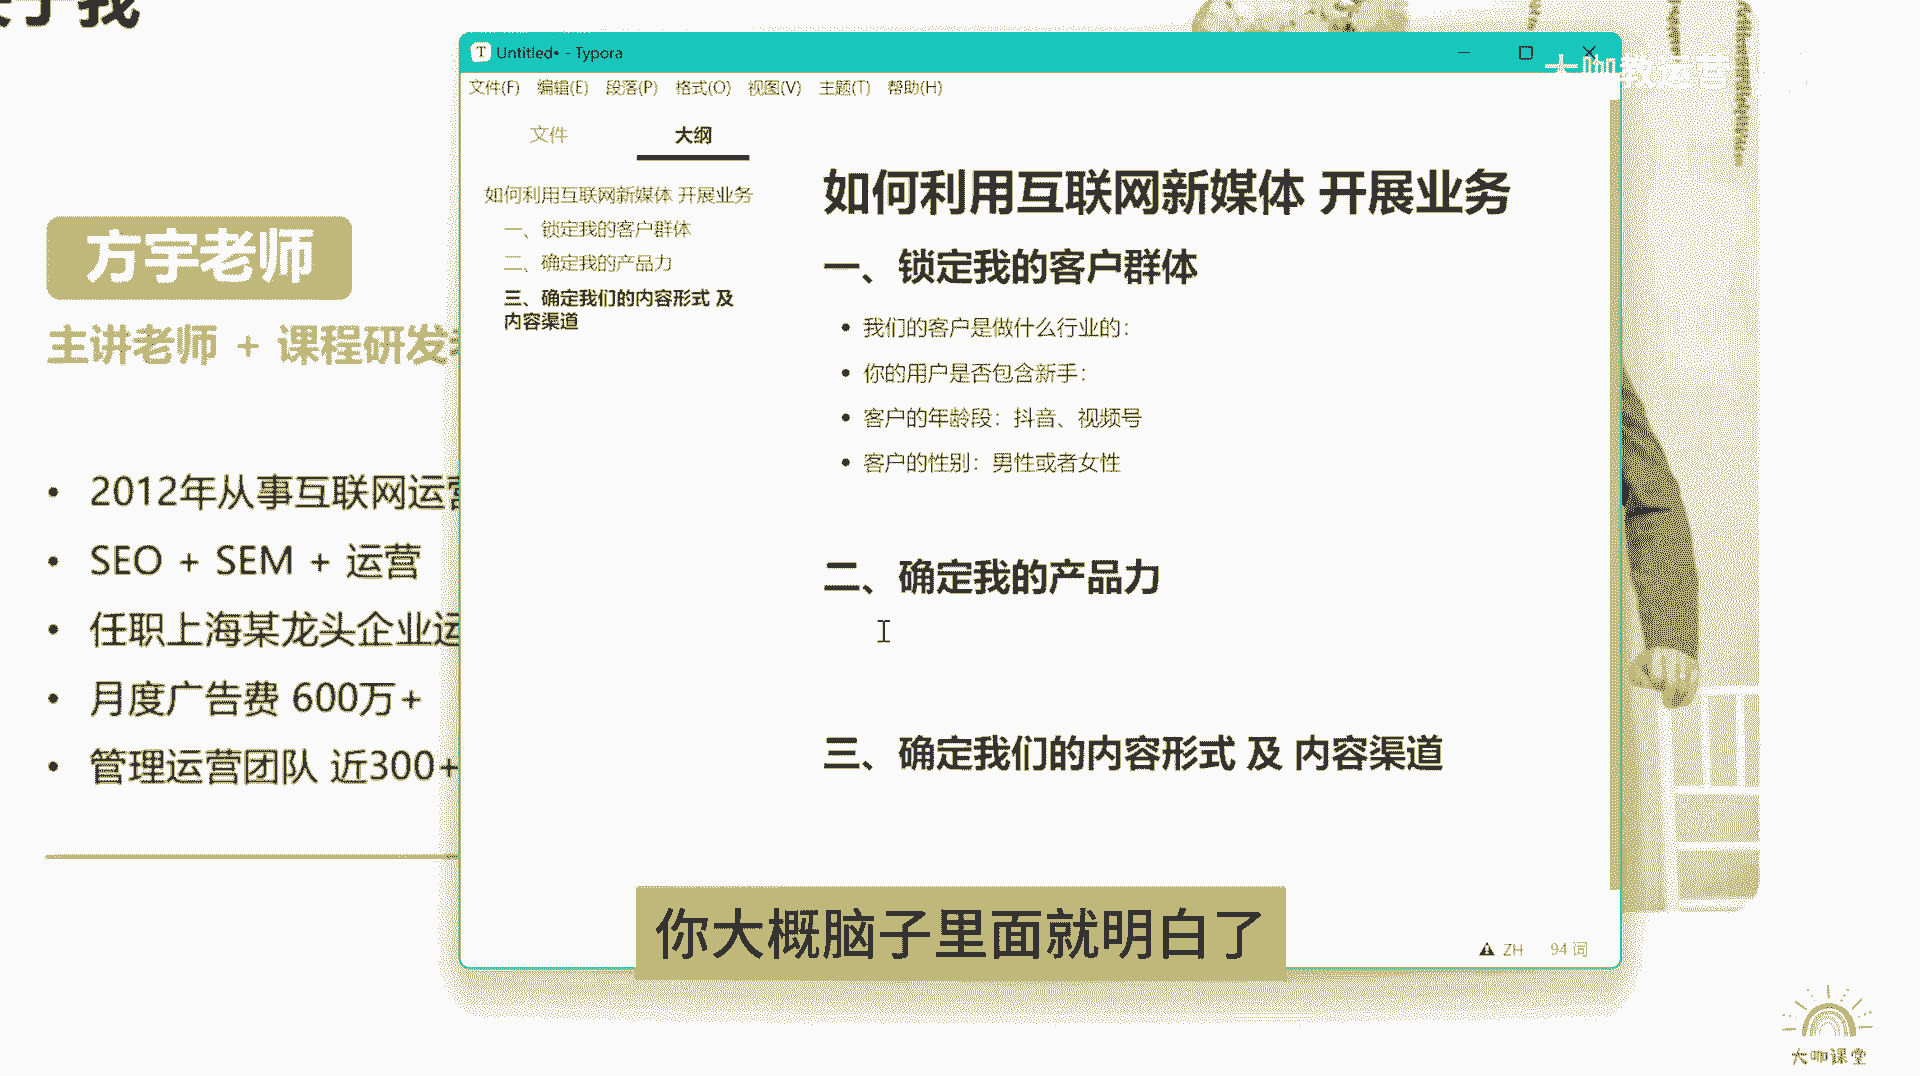 Untitled• - Typora
文件(F) 编辑(E) 段落(P) 格式(O) 视图(V) 主题(T) 帮助(H)
文件 大纲
如何利用互联网新媒体 开展业务
一、锁定我的客户群体
二、确定我的产品力
三、确定我们的内容形式 及
内容渠道
如何利用互联网新媒体 开展业务
一、锁定我的客户群体
• 我们的客户是做什么行业的：
• 你的用户是否包含新手：
• 客户的年龄段：抖音、视频号
• 客户的性别：男性或者女性
二、确定我的产品力
三、确定我们的内容形式 及 内容渠道
ZH 94 词
方宇老师
主讲老师 + 课程研发
• 2012年从事互联网运营
• SEO + SEM + 运营
• 任职上海某龙头企业运
• 月度广告费 600万+
• 管理运营团队 近300+
你大概脑子里面就明白了
大咖教运营
大咖课堂